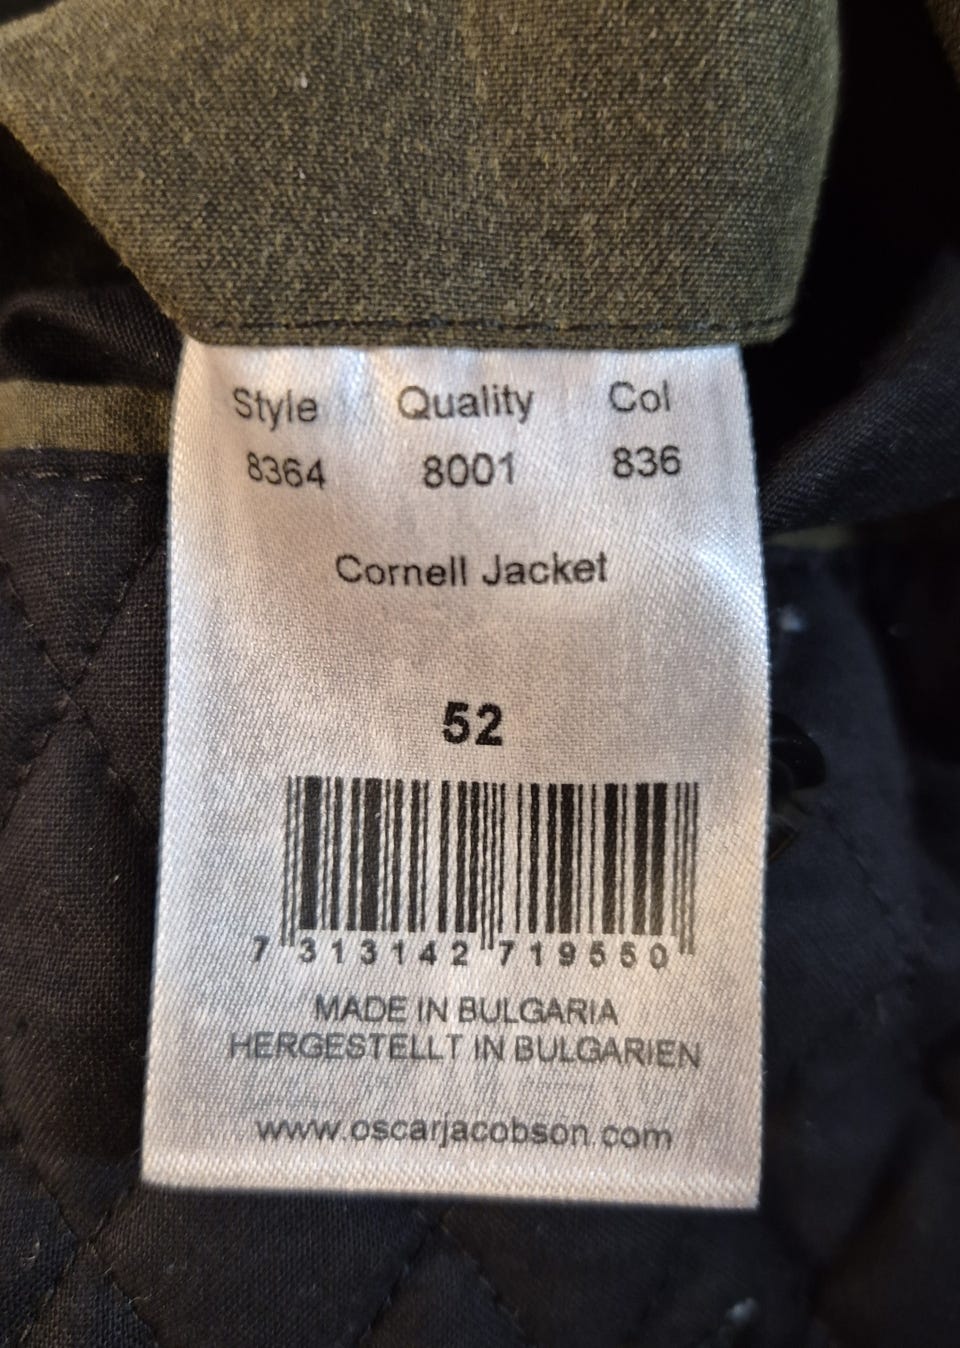 Style Quality Col
8364 8001 836
Cornell Jacket
52
7 313142 719550
MADE IN BULGARIA
HERGESTELLT IN BULGARIEN
www.oscarjacobson.com